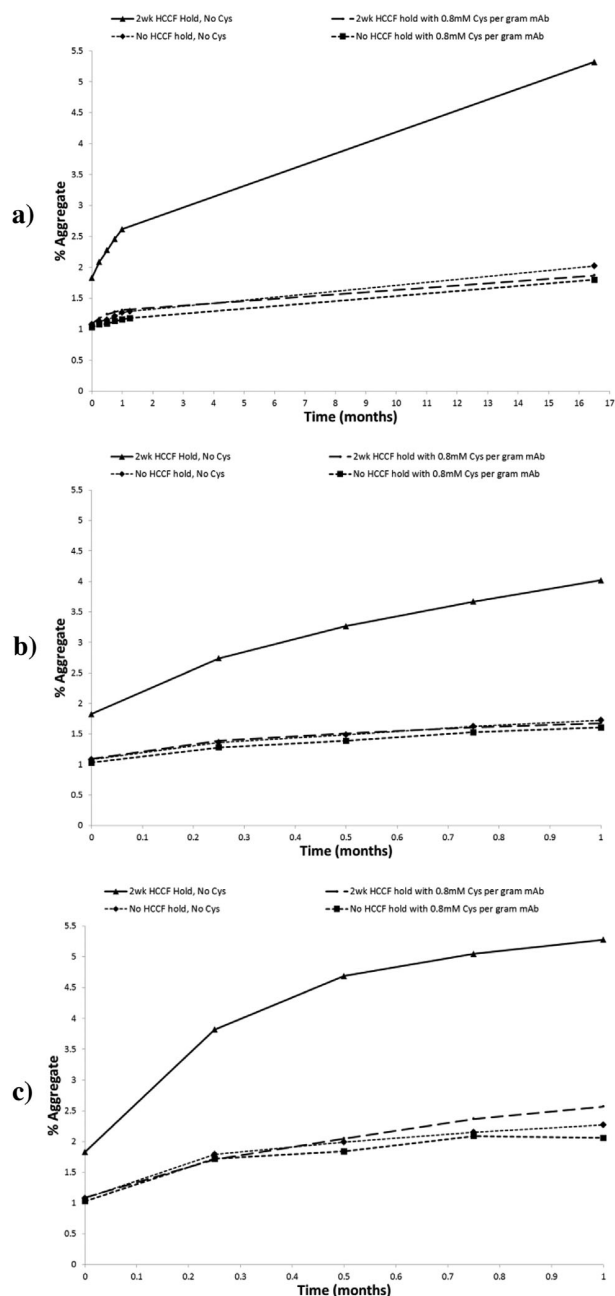 2wk HCCF Hold, No Cys
2wk HCCF hold with 0.8mM Cys per gram mAb
No HCCF Hold, No Cys
No HCCF hold with 0.8mM Cys per gram mAb
5.5
5
4.5
4
3.5
3
2.5
2
1.5
1
0.5
0
% Aggregate
a)
0 1 2 3 4 5 6 7 8 9 10 11 12 13 14 15 16 17
Time (months)
2wk HCCF Hold, No Cys
2wk HCCF hold with 0.8mM Cys per gram mAb
No HCCF Hold, No Cys
No HCCF hold with 0.8mM Cys per gram mAb
5.5
5
4.5
4
3.5
3
2.5
2
1.5
1
0.5
0
% Aggregate
b)
0 0.1 0.2 0.3 0.4 0.5 0.6 0.7 0.8 0.9 1
Time (months)
2wk HCCF Hold, No Cys
2wk HCCF hold with 0.8mM Cys per gram mAb
No HCCF Hold, No Cys
No HCCF hold with 0.8mM Cys per gram mAb
5.5
5
4.5
4
3.5
3
2.5
2
1.5
1
0.5
0
% Aggregate
c)
0 0.1 0.2 0.3 0.4 0.5 0.6 0.7 0.8 0.9 1
Time (months)